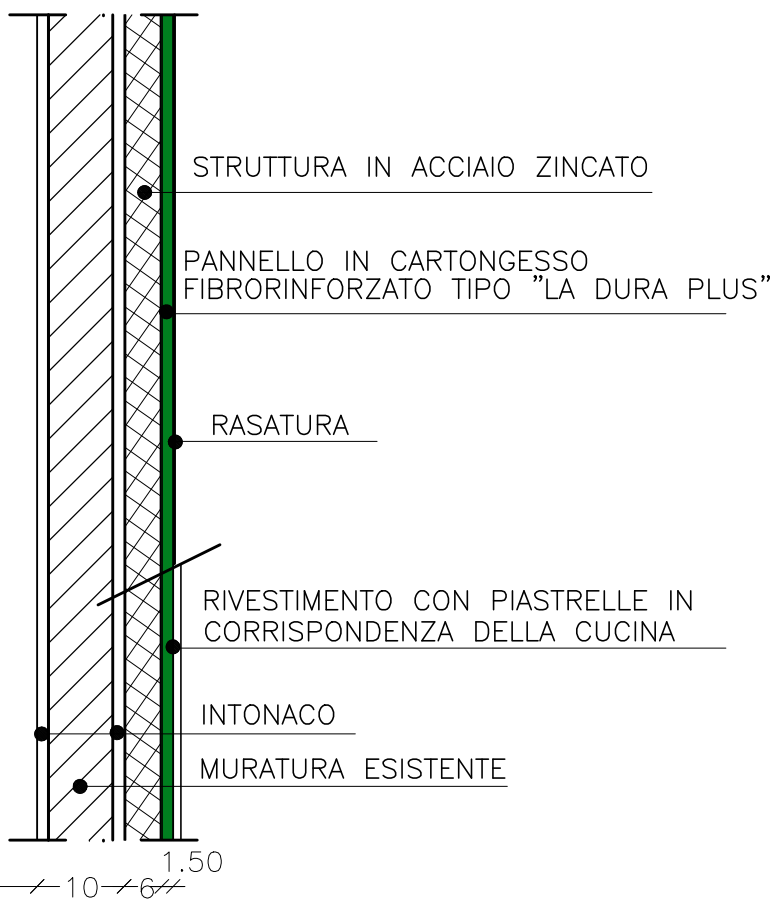 STRUTTURA IN ACCIAIO ZINCATO
PANNELLO IN CARTONGESSO
FIBRORINFORZATO TIPO ”LA DURA PLUS”
RASATURA
RIVESTIMENTO CON PIASTRELLE IN
CORRISPONDENZA DELLA CUCINA
INTONACO
MURATURA ESISTENTE
1.50
10 6